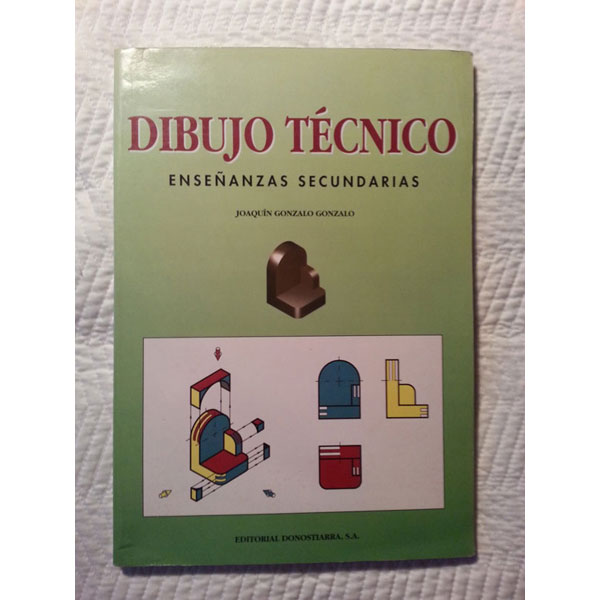 DIBUJO TÉCNICO
ENSEÑANZAS SECUNDARIAS
JOAQUÍN GONZALO GONZALO
EDITORIAL DONOSTIARRA, S.A.